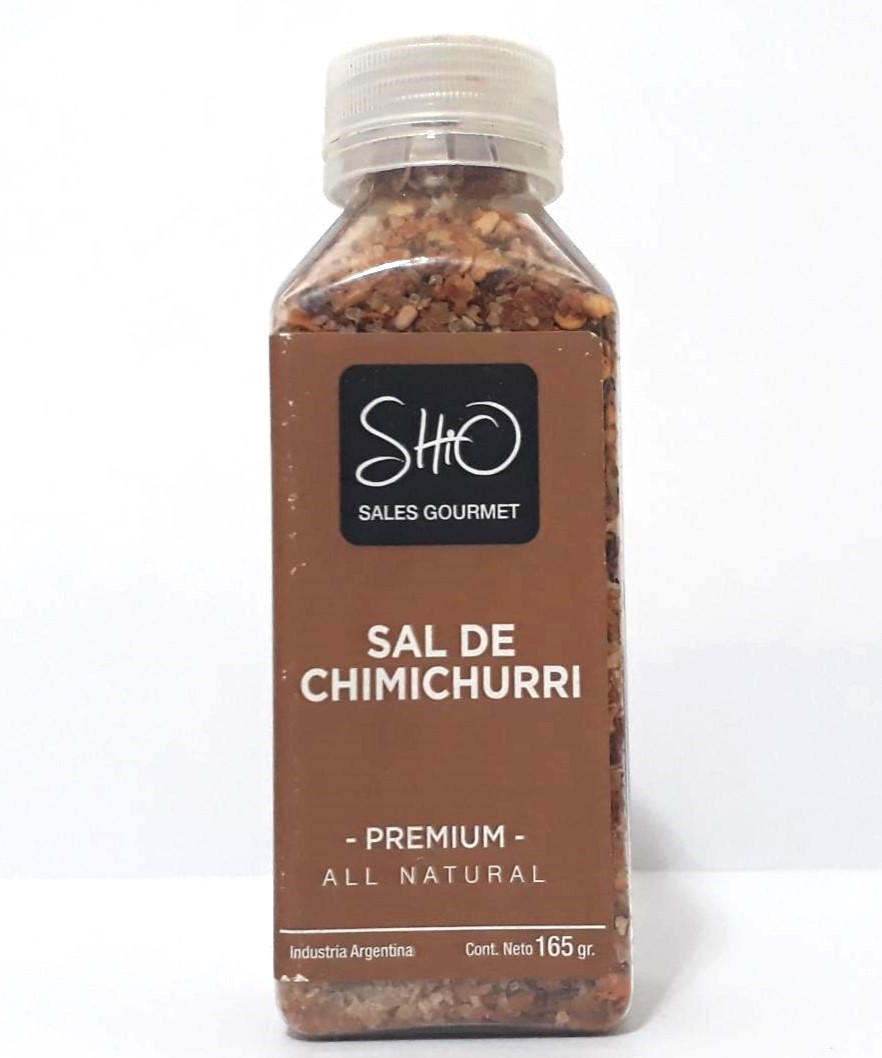 SHiO
SALES GOURMET
SAL DE
CHIMICHURRI
- PREMIUM -
ALL NATURAL
Industria Argentina Cont. Neto 165 gr.